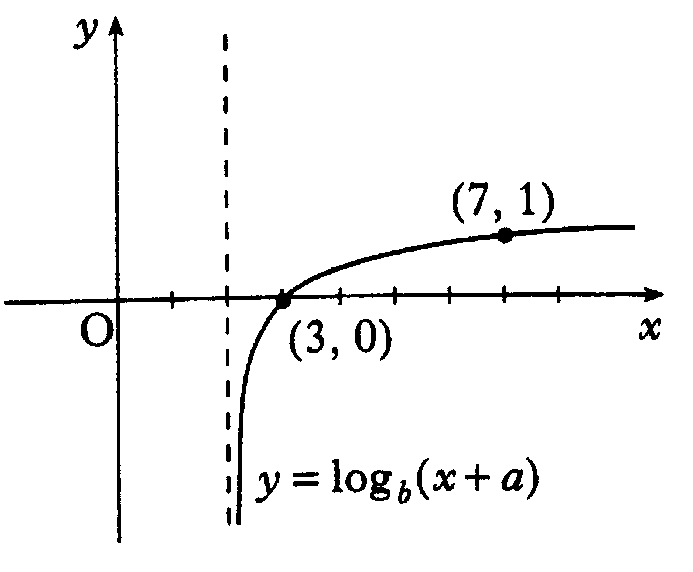 y
(7, 1)
O
(3, 0)
x
y = log_b(x + a)